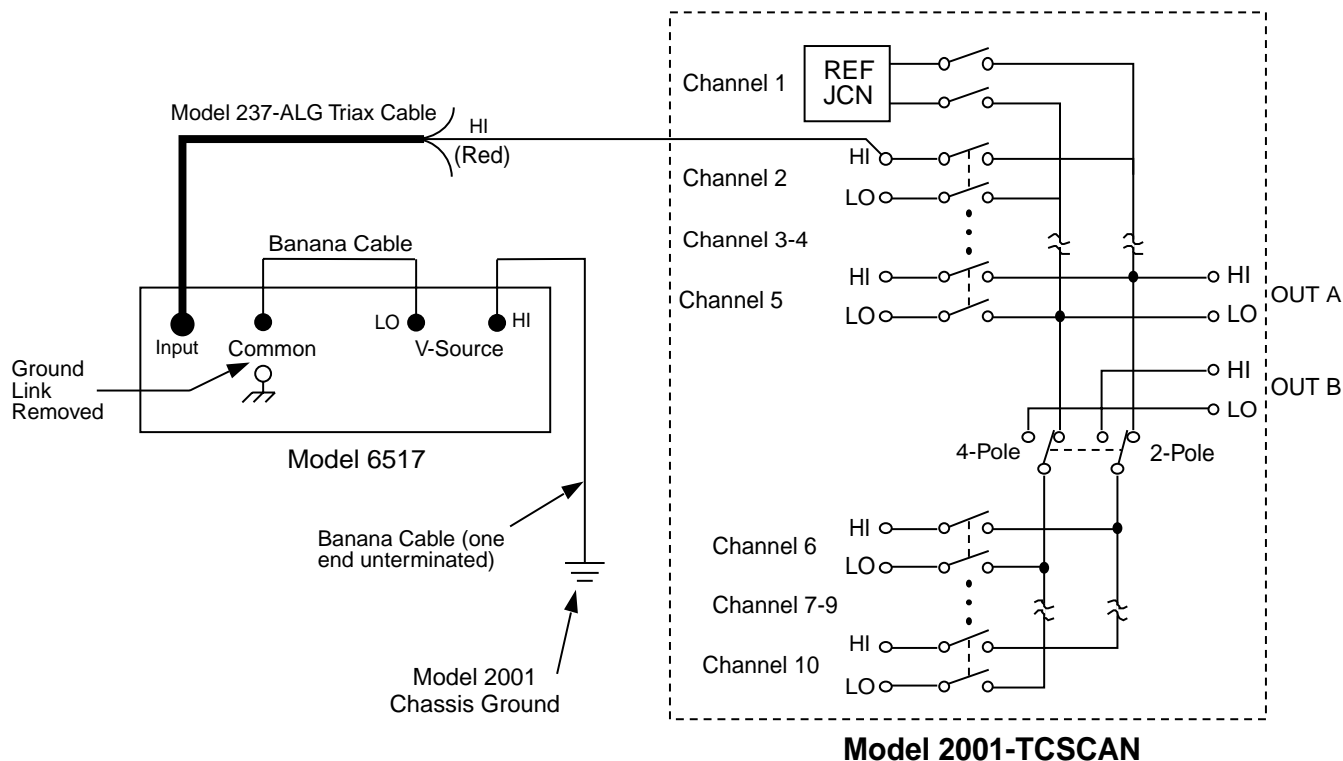 Channel 1
REF
JCN
Model 237-ALG Triax Cable
HI
(Red)
HI
Channel 2
LO
Channel 3-4
Banana Cable
HI
Channel 5
LO
HI
OUT A
LO
LO
HI
Input
Common
V-Source
Ground
Link
Removed
HI
OUT B
LO
Model 6517
4-Pole
2-Pole
Banana Cable (one
end unterminated)
HI
Channel 6
LO
Channel 7-9
HI
Channel 10
LO
Model 2001
Chassis Ground
Model 2001-TCSCAN